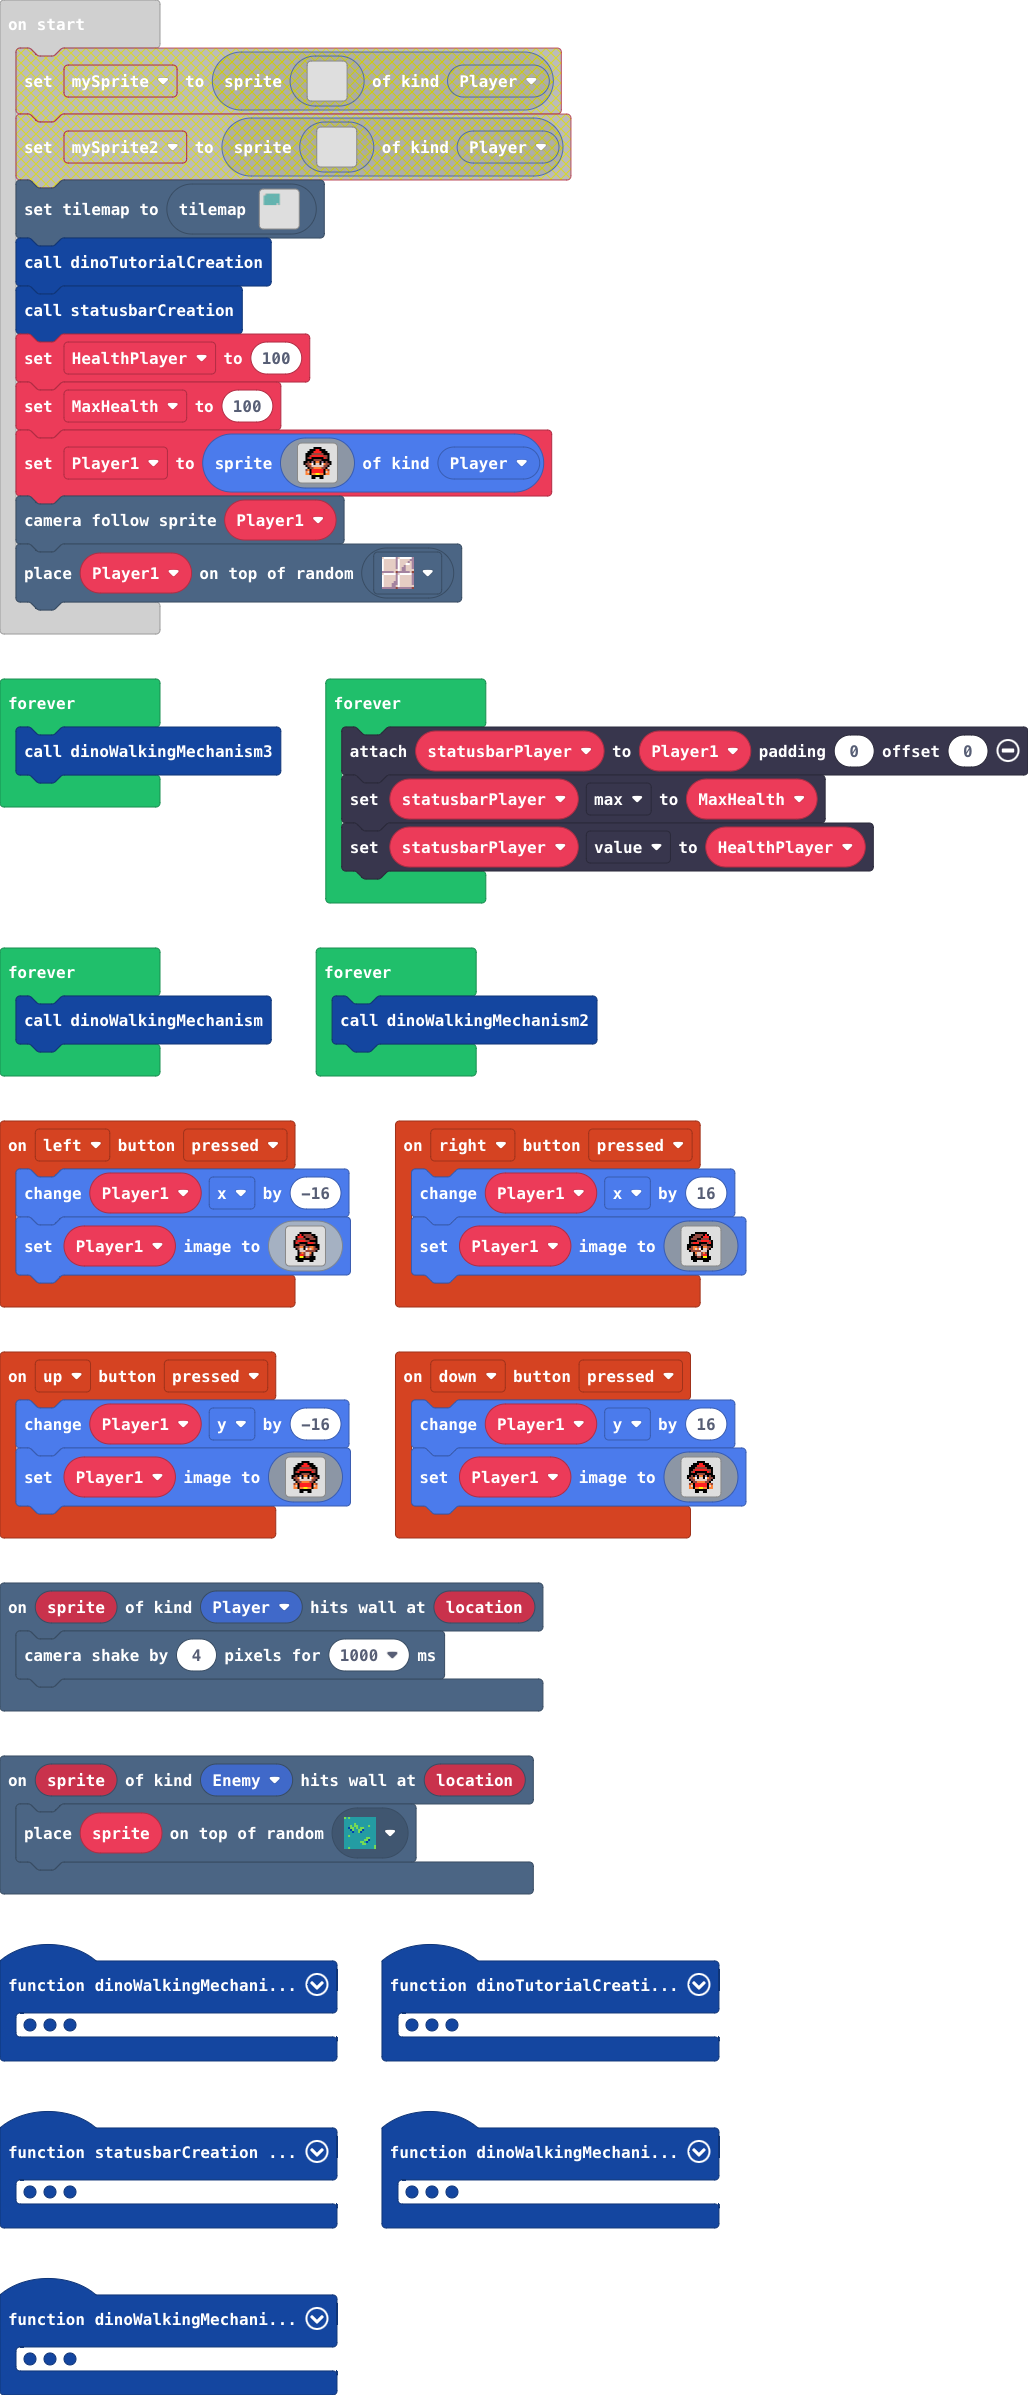 on start
set mySprite to sprite of kind Player
set mySprite2 to sprite of kind Player
set tilemap to tilemap
call dinoTutorialCreation
call statusbarCreation
set HealthPlayer to 100
set MaxHealth to 100
set Player1 to sprite of kind Player
camera follow sprite Player1
place Player1 on top of random
forever
call dinoWalkingMechanism3
forever
attach statusbarPlayer to Player1 padding 0 offset 0
set statusbarPlayer max to MaxHealth
set statusbarPlayer value to HealthPlayer
forever
call dinoWalkingMechanism
forever
call dinoWalkingMechanism2
on left button pressed
change Player1 x by -16
set Player1 image to
on right button pressed
change Player1 x by 16
set Player1 image to
on up button pressed
change Player1 y by -16
set Player1 image to
on down button pressed
change Player1 y by 16
set Player1 image to
on sprite of kind Player hits wall at location
camera shake by 4 pixels for 1000 ms
on sprite of kind Enemy hits wall at location
place sprite on top of random
function dinoWalkingMechani...
function dinoTutorialCreati...
function statusbarCreation ...
function dinoWalkingMechani...
function dinoWalkingMechani...